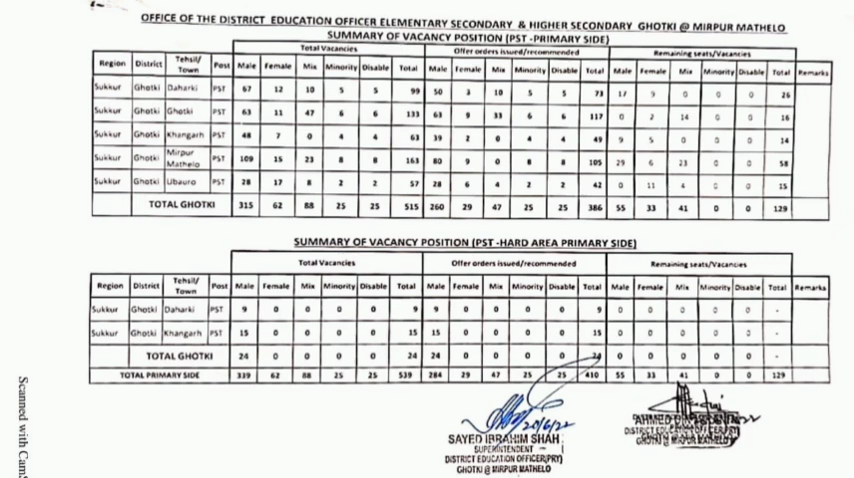 OFFICE OF THE DISTRICT EDUCATION OFFICER ELEMENTARY SECONDARY & HIGHER SECONDARY GHOTKI @ MIRPUR MATHELO
SUMMARY OF VACANCY POSITION (PST -PRIMARY SIDE)
Total Vacancies Offer orders issued/recommended Remaining seats/Vacancies
Region District Tehsil/ Town Post Male Female Mix Minority Disable Total Male Female Mix Minority Disable Total Male Female Mix Minority Disable Total Remarks
Sukkur Ghotki Daharki PST 67 12 10 5 5 99 50 3 10 5 5 73 17 9 0 0 0 26
Sukkur Ghotki Ghotki PST 63 11 47 6 6 133 63 9 33 6 6 117 0 2 14 0 0 16
Sukkur Ghotki Khangarh PST 48 7 0 4 4 63 39 2 0 4 4 49 9 5 0 0 0 14
Sukkur Ghotki Mirpur Mathelo PST 109 15 23 8 8 163 80 9 0 8 8 105 29 6 23 0 0 58
Sukkur Ghotki Ubauro PST 28 17 8 2 2 57 28 6 4 2 2 42 0 11 4 0 0 15
TOTAL GHOTKI 315 62 88 25 25 515 260 29 47 25 25 386 55 33 41 0 0 129
SUMMARY OF VACANCY POSITION (PST -HARD AREA PRIMARY SIDE)
Total Vacancies Offer orders issued/recommended Remaining seats/Vacancies
Region District Tehsil/ Town Post Male Female Mix Minority Disable Total Male Female Mix Minority Disable Total Male Female Mix Minority Disable Total Remarks
Sukkur Ghotki Daharki PST 9 0 0 0 0 9 9 0 0 0 0 9 0 0 0 0 0 -
Sukkur Ghotki Khangarh PST 15 0 0 0 0 15 15 0 0 0 0 15 0 0 0 0 0 -
TOTAL GHOTKI 24 0 0 0 0 24 24 0 0 0 0 24 0 0 0 0 0 -
TOTAL PRIMARY SIDE 339 62 88 25 25 539 284 29 47 25 25 410 55 33 41 0 0 129
20/6/22
SAYED IBRAHIM SHAH
SUPERINTENDENT
DISTRICT EDUCATION OFFICER(PRY)
GHOTKI @ MIRPUR MATHELO
AHMED
DISTRICT EDUCATION OFFICER(PRY)
GHOTKI @ MIRPUR MATHELO
Scanned with CamS